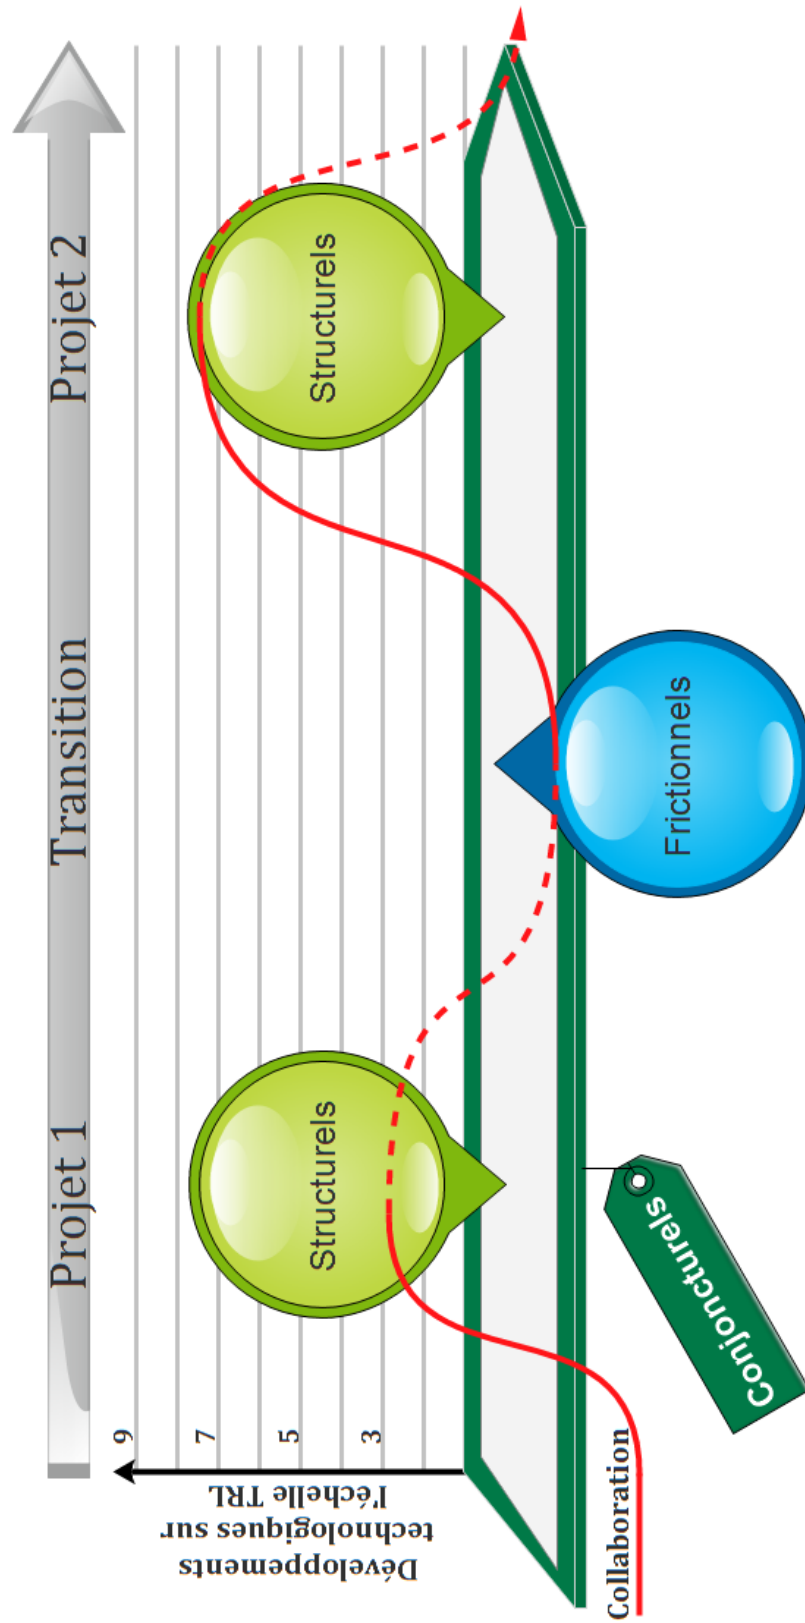 Projet 1
Transition
Projet 2
9
7
5
3
Développements
technologiques sur
l'échelle TRL
Structurels
Structurels
Frictionnels
Conjoncturels
Collaboration